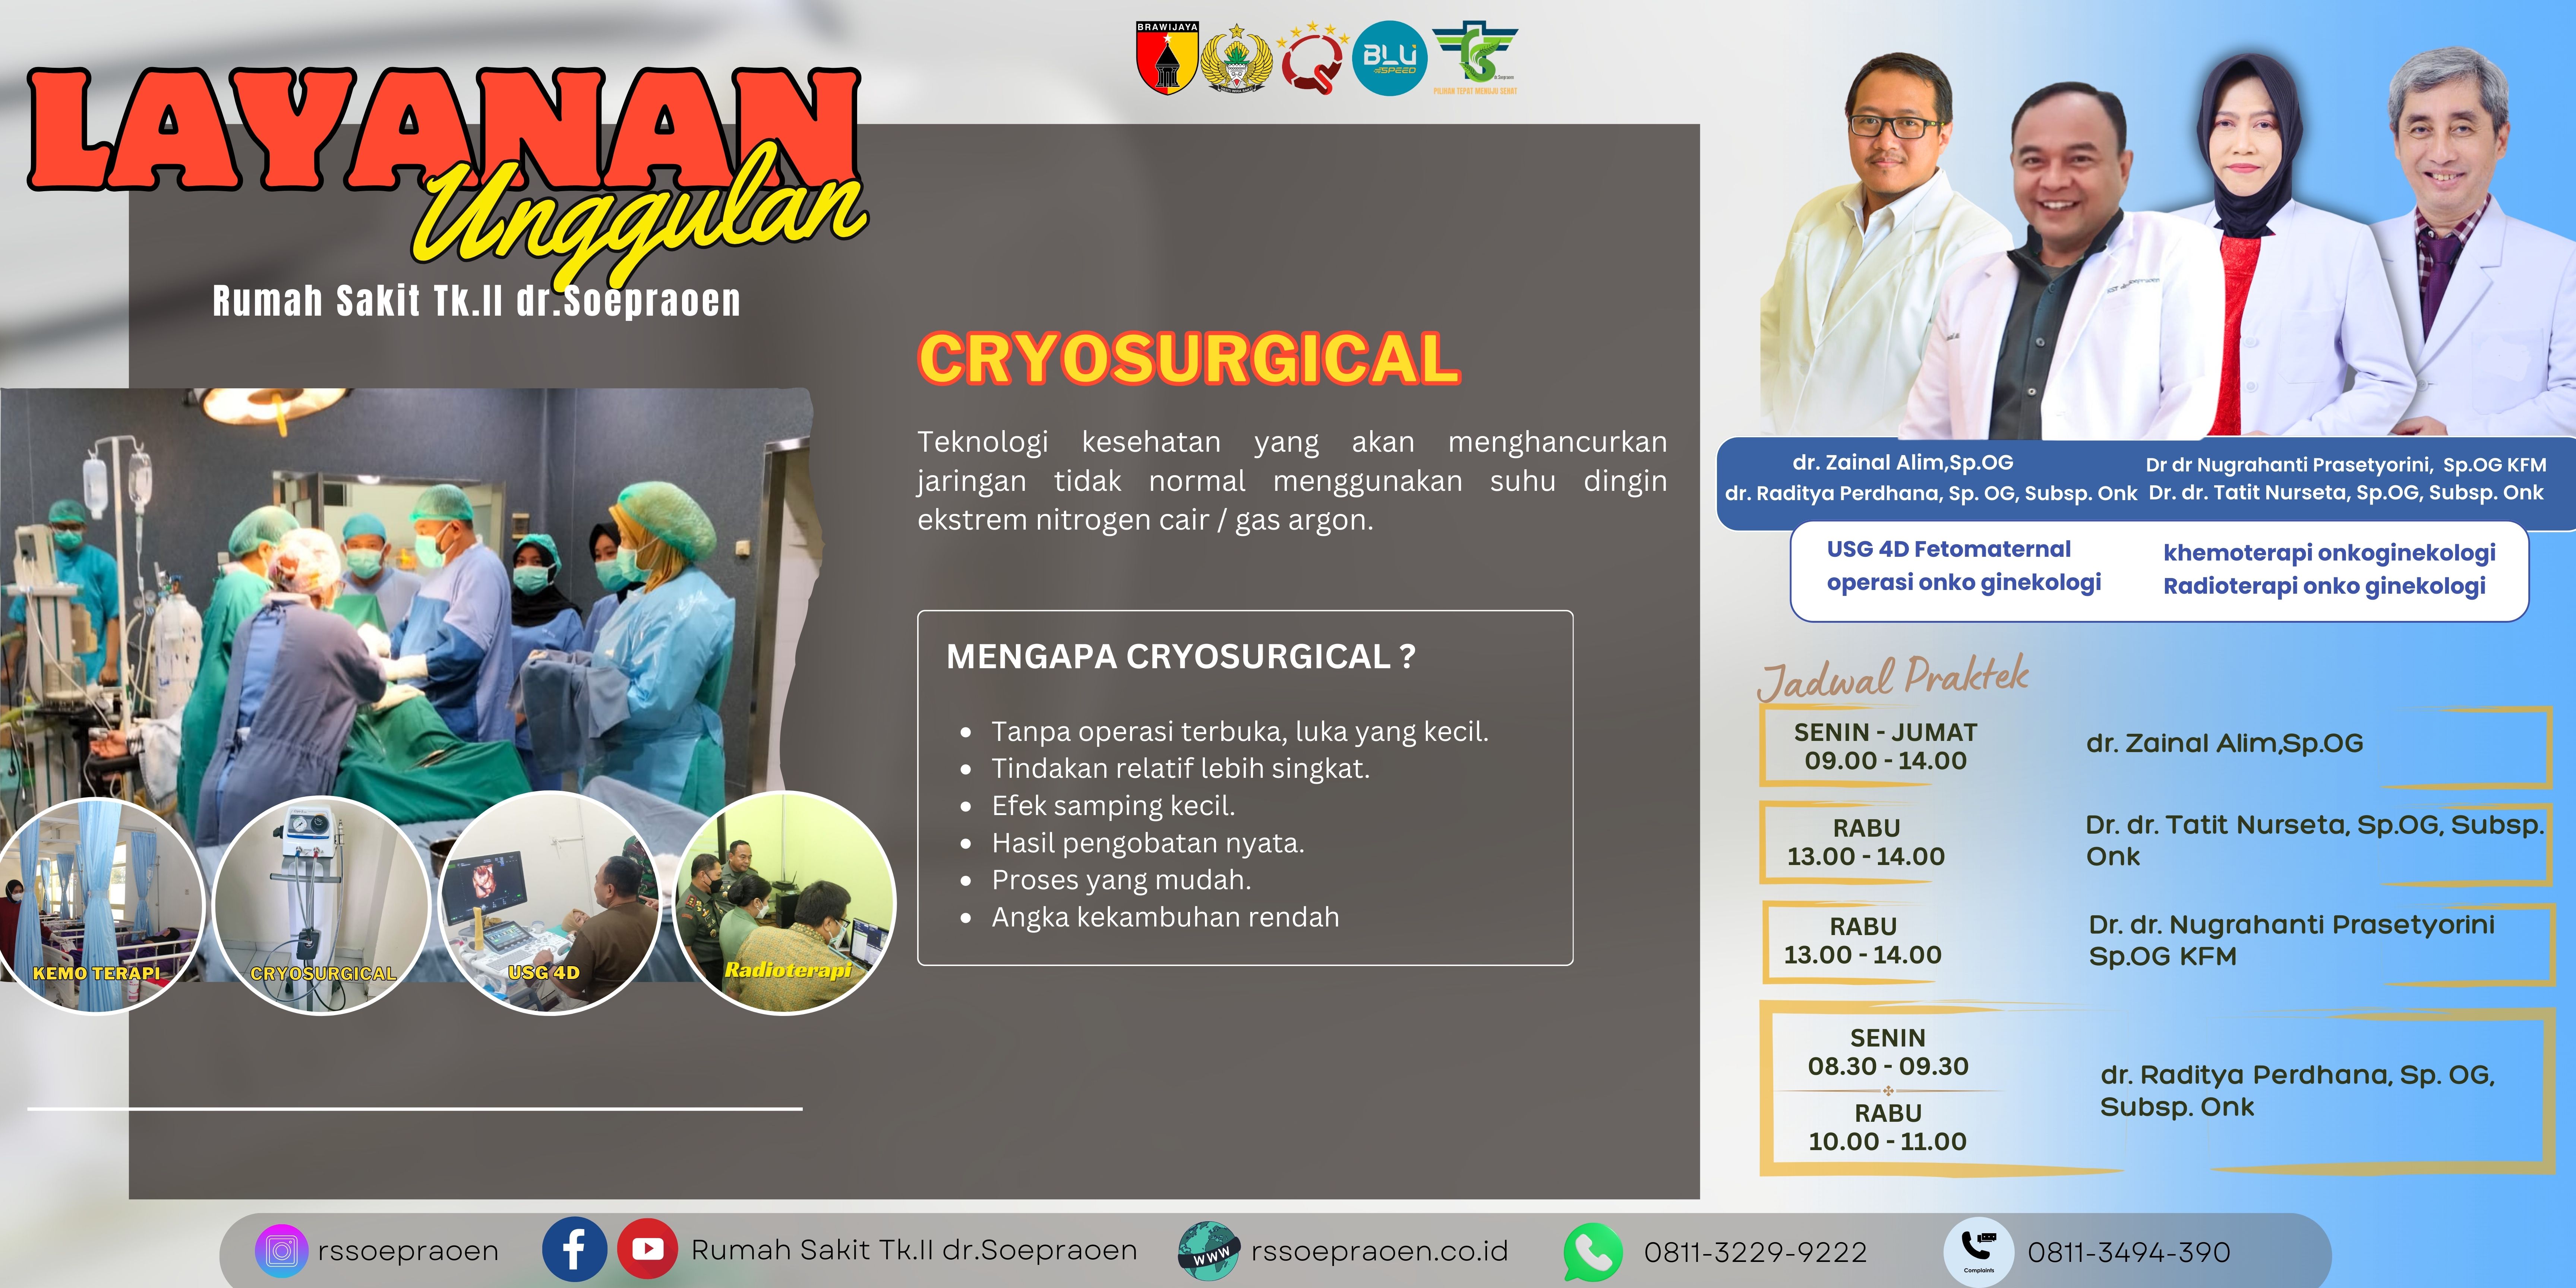 BRAWIJAYA
BLU
SPEED
PILIHAN TEPAT MENUJU SEHAT
LAYANAN
Unggulan
Rumah Sakit Tk.II dr.Soepraoen
KEMO TERAPI
CRYOSURGICAL
USG 4D
Radioterapi
CRYOSURGICAL
Teknologi kesehatan yang akan menghancurkan
jaringan tidak normal menggunakan suhu dingin
ekstrem nitrogen cair / gas argon.
MENGAPA CRYOSURGICAL ?
• Tanpa operasi terbuka, luka yang kecil.
• Tindakan relatif lebih singkat.
• Efek samping kecil.
• Hasil pengobatan nyata.
• Proses yang mudah.
• Angka kekambuhan rendah
dr. Zainal Alim,Sp.OG
dr. Raditya Perdhana, Sp. OG, Subsp. Onk
Dr dr Nugrahanti Prasetyorini, Sp.OG KFM
Dr. dr. Tatit Nurseta, Sp.OG, Subsp. Onk
USG 4D Fetomaternal
operasi onko ginekologi
khemoterapi onkoginekologi
Radioterapi onko ginekologi
Jadwal Praktek
SENIN - JUMAT
09.00 - 14.00
dr. Zainal Alim,Sp.OG
RABU
13.00 - 14.00
Dr. dr. Tatit Nurseta, Sp.OG, Subsp.
Onk
RABU
13.00 - 14.00
Dr. dr. Nugrahanti Prasetyorini
Sp.OG KFM
SENIN
08.30 - 09.30
RABU
10.00 - 11.00
dr. Raditya Perdhana, Sp. OG,
Subsp. Onk
rssoepraoen
Rumah Sakit Tk.II dr.Soepraoen
WWW
rssoepraoen.co.id
0811-3229-9222
Complaints
0811-3494-390